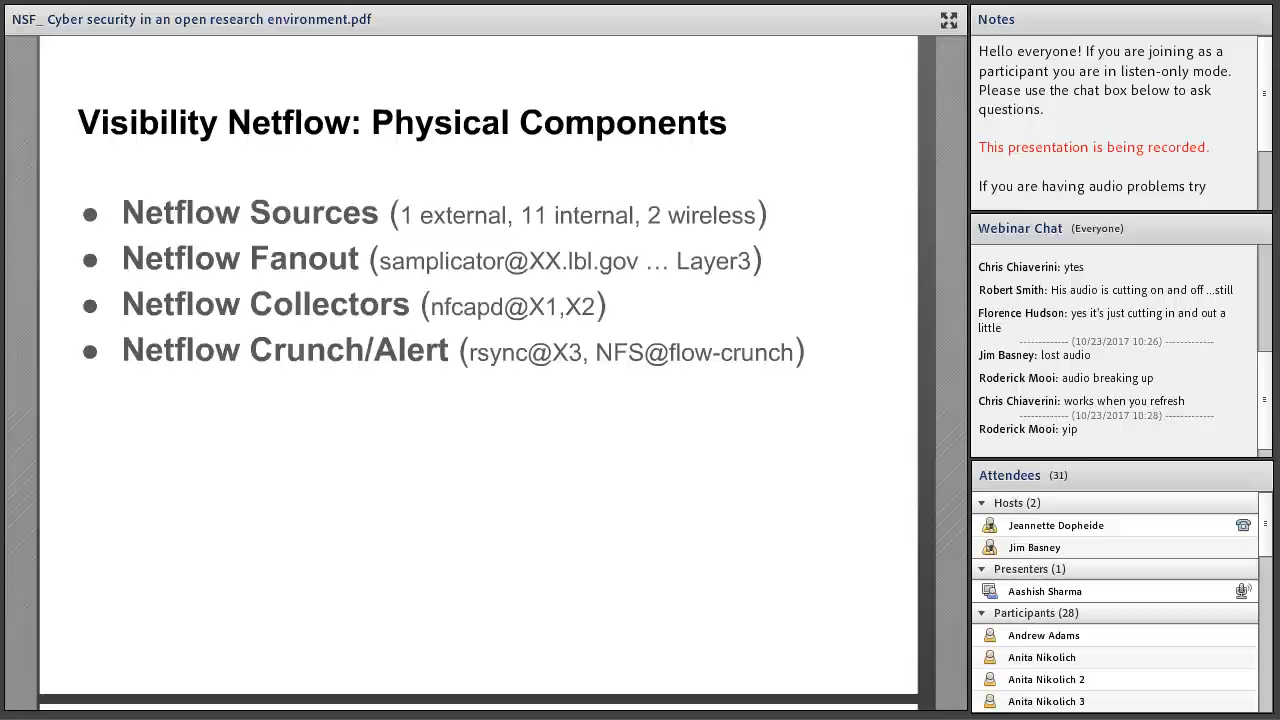 NSF_ Cyber security in an open research environment.pdf
Visibility Netflow: Physical Components
● Netflow Sources (1 external, 11 internal, 2 wireless)
● Netflow Fanout (samplicator@XX.lbl.gov … Layer3)
● Netflow Collectors (nfcapd@X1,X2)
● Netflow Crunch/Alert (rsync@X3, NFS@flow-crunch)
Notes
Hello everyone! If you are joining as a
participant you are in listen-only mode.
Please use the chat box below to ask
questions.
This presentation is being recorded.
If you are having audio problems try
Webinar Chat (Everyone)
Chris Chiaverini: ytes
Robert Smith: His audio is cutting on and off ...still
Florence Hudson: yes it's just cutting in and out a
little
------------- (10/23/2017 10:26) -------------
Jim Basney: lost audio
Roderick Mooi: audio breaking up
Chris Chiaverini: works when you refresh
------------- (10/23/2017 10:28) -------------
Roderick Mooi: yip
Attendees (31)
Hosts (2)
Jeannette Dopheide
Jim Basney
Presenters (1)
Aashish Sharma
Participants (28)
Andrew Adams
Anita Nikolich
Anita Nikolich 2
Anita Nikolich 3